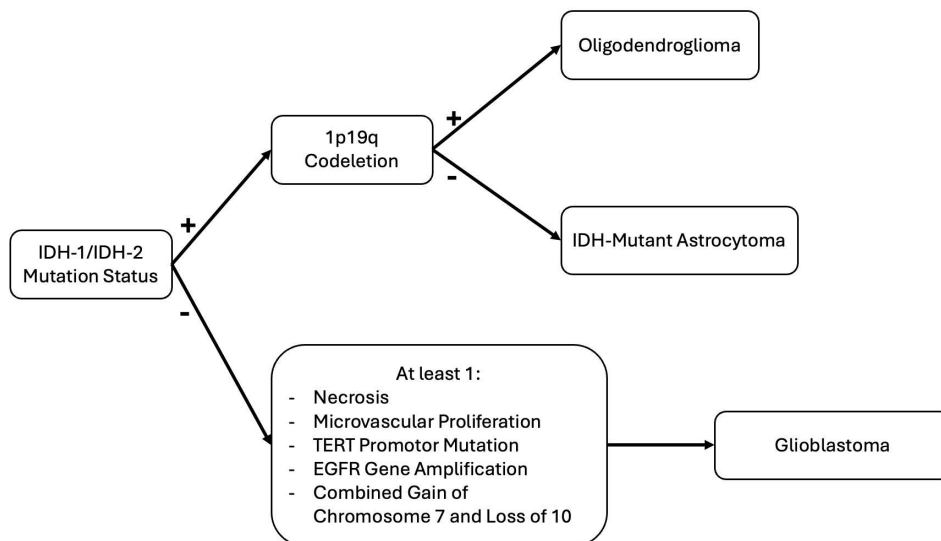 Oligodendroglioma
+
1p19q
Codeletion
-
IDH-Mutant Astrocytoma
+
IDH-1/IDH-2
Mutation Status
-
At least 1:
- Necrosis
- Microvascular Proliferation
- TERT Promotor Mutation
- EGFR Gene Amplification
- Combined Gain of
Chromosome 7 and Loss of 10
Glioblastoma